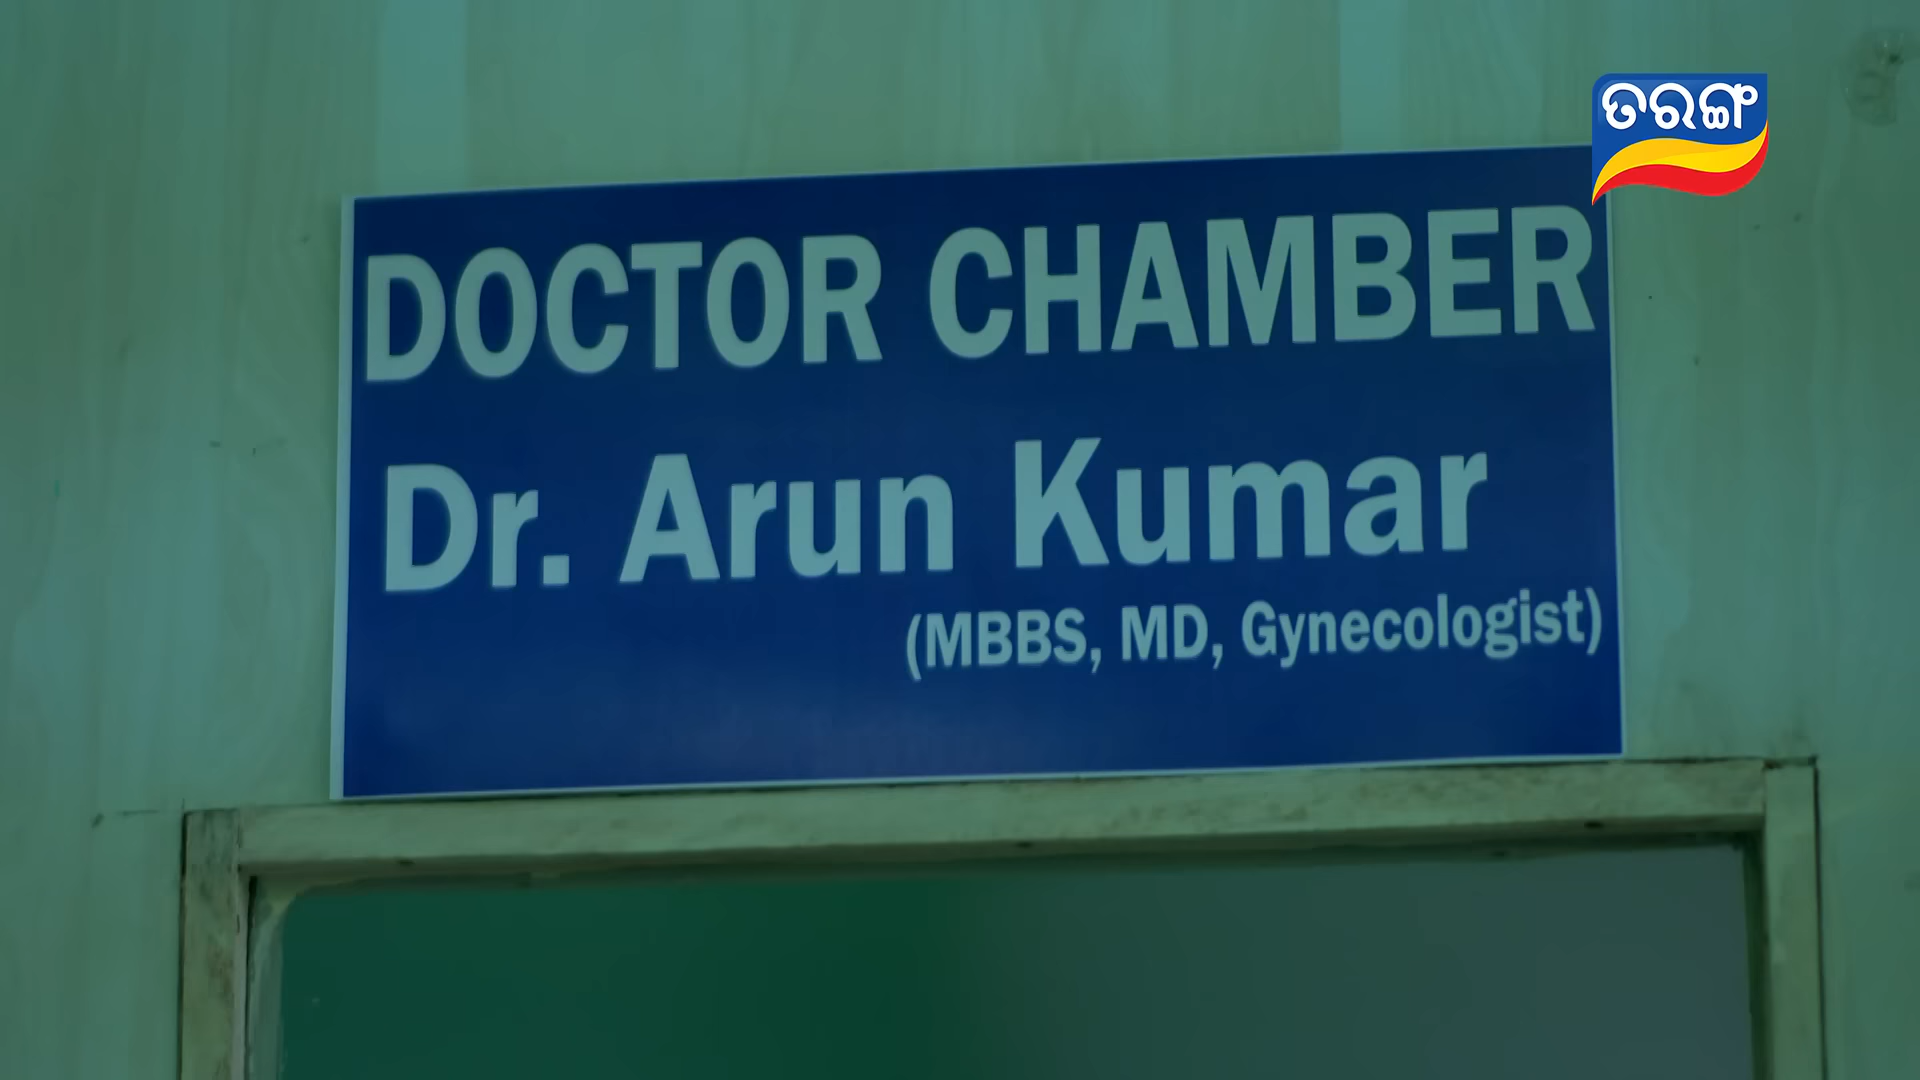 ତରଙ୍ଗ
DOCTOR CHAMBER
Dr. Arun Kumar
(MBBS, MD, Gynecologist)